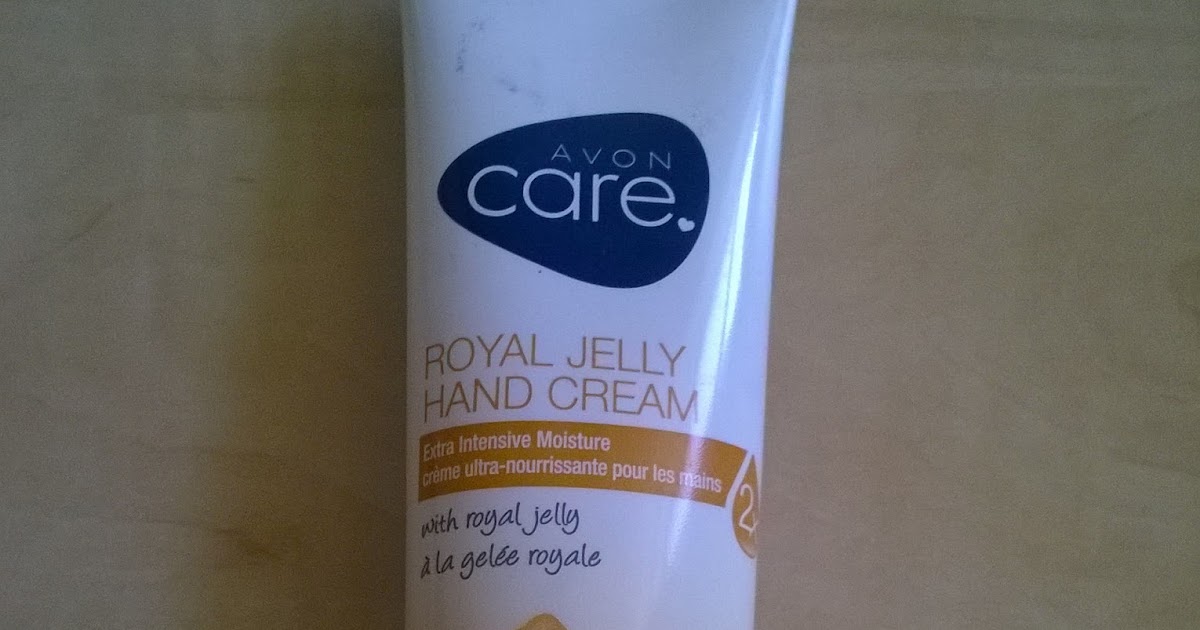 AVON
care
ROYAL JELLY
HAND CREAM
Extra Intensive Moisture
crème ultra-nourrissante pour les mains
2x
with royal jelly
à la gelée royale